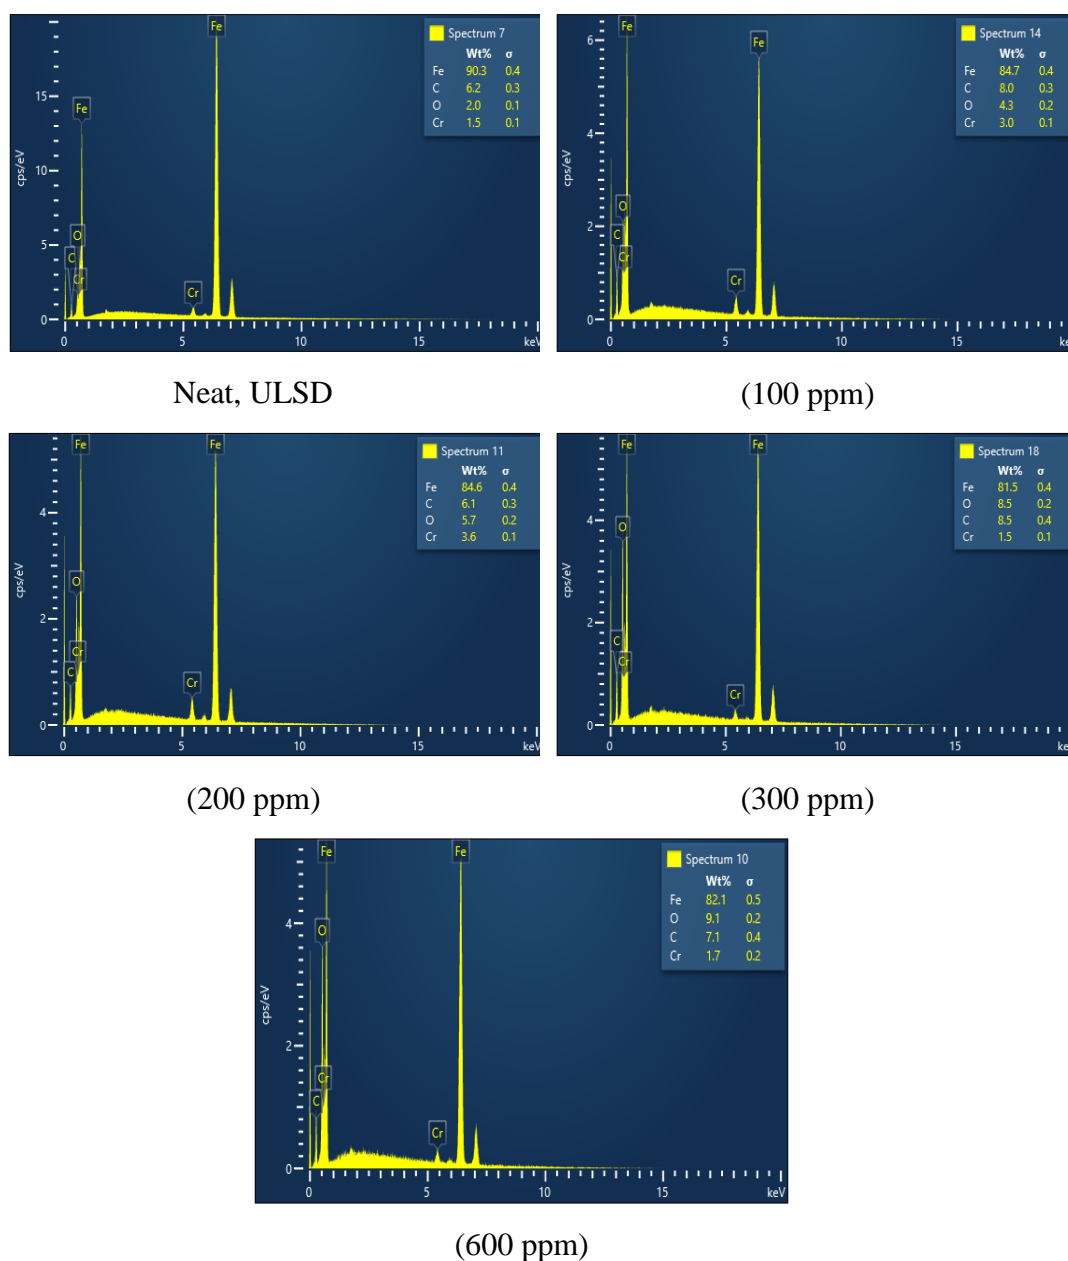 Fe
Spectrum 7
Wt% σ
Fe 90.3 0.4
C 6.2 0.3
O 2.0 0.1
Cr 1.5 0.1
15
Fe
cps/eV
10
O
5
C
Cr
Cr
0
0 5 10 15 keV
Neat, ULSD
Fe
Spectrum 14
Wt% σ
Fe 84.7 0.4
C 8.0 0.3
O 4.3 0.2
Cr 3.0 0.1
6
Fe
4
cps/eV
O
2
C
Cr
Cr
0
0 5 10 15 ke
(100 ppm)
Fe Fe
Spectrum 11
Wt% σ
Fe 84.6 0.4
C 6.1 0.3
O 5.7 0.2
Cr 3.6 0.1
4
cps/eV
O
2
Cr
C
Cr
0
0 5 10 15 keV
(200 ppm)
Fe Fe
Spectrum 18
Wt% σ
Fe 81.5 0.4
O 8.5 0.2
C 8.5 0.4
Cr 1.5 0.1
4
O
cps/eV
2
C
Cr
Cr
0
0 5 10 15 ke
(300 ppm)
Fe Fe
Spectrum 10
Wt% σ
Fe 82.1 0.5
O 9.1 0.2
C 7.1 0.4
Cr 1.7 0.2
4
O
cps/eV
2
Cr
C
Cr
0
0 5 10 15 keV
(600 ppm)